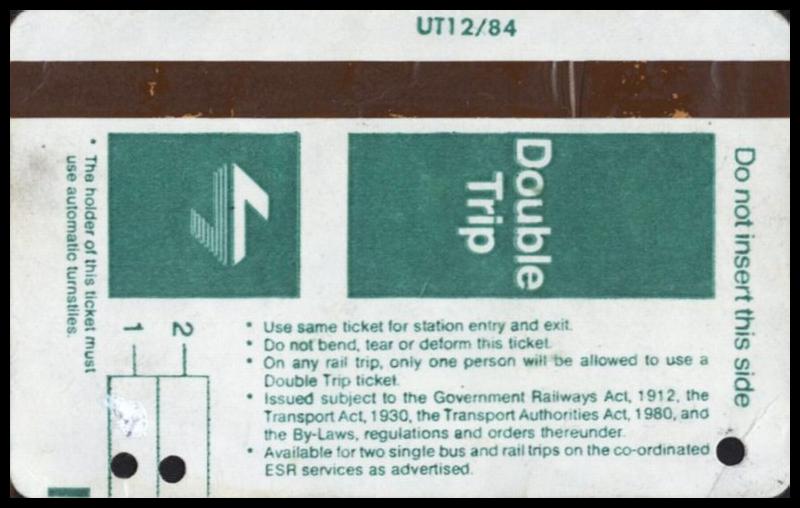 UT12/84
Do not insert this side
Double
Trip
* The holder of this ticket must
use automatic turnstiles.
1
2
* Use same ticket for station entry and exit.
* Do not bend, tear or deform this ticket.
* On any rail trip, only one person will be allowed to use a
Double Trip ticket.
* Issued subject to the Government Railways Act, 1912, the
Transport Act, 1930, the Transport Authorities Act, 1980, and
the By-Laws, regulations and orders thereunder.
* Available for two single bus and rail trips on the co-ordinated
ESR services as advertised.